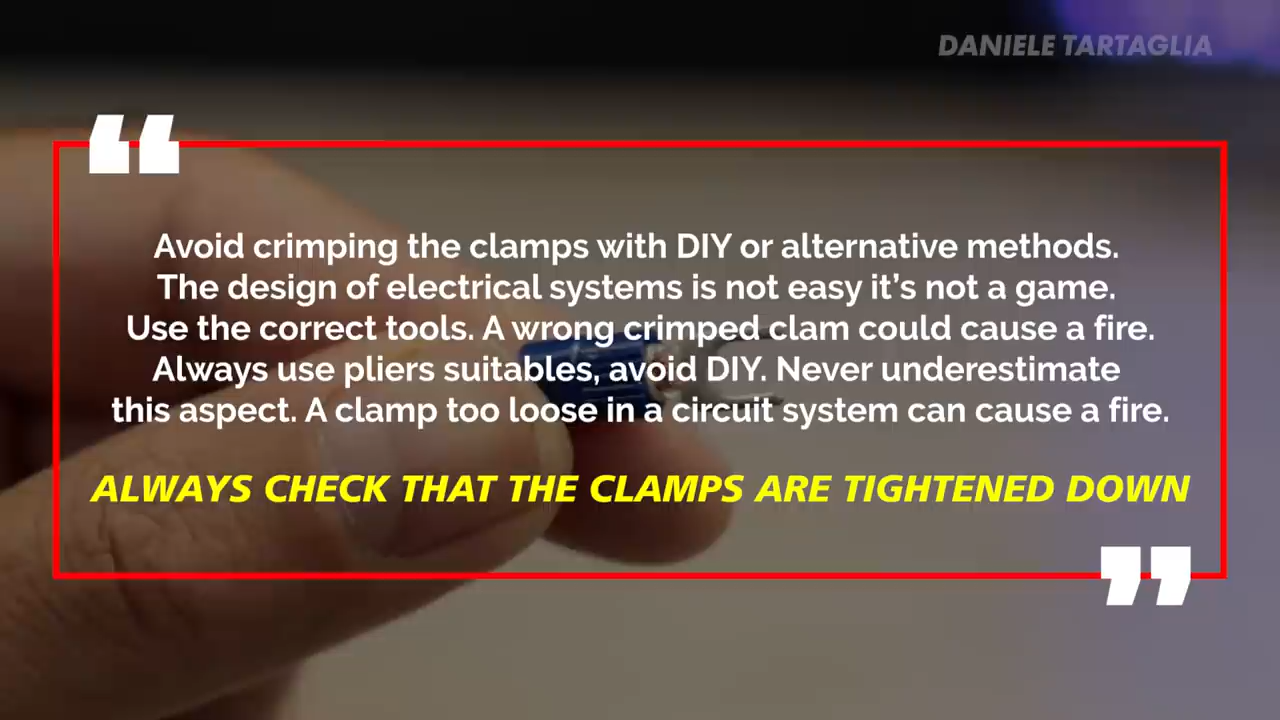 DANIELE TARTAGLIA
“
Avoid crimping the clamps with DIY or alternative methods.
The design of electrical systems is not easy it’s not a game.
Use the correct tools. A wrong crimped clam could cause a fire.
Always use pliers suitables, avoid DIY. Never underestimate
this aspect. A clamp too loose in a circuit system can cause a fire.
ALWAYS CHECK THAT THE CLAMPS ARE TIGHTENED DOWN
”